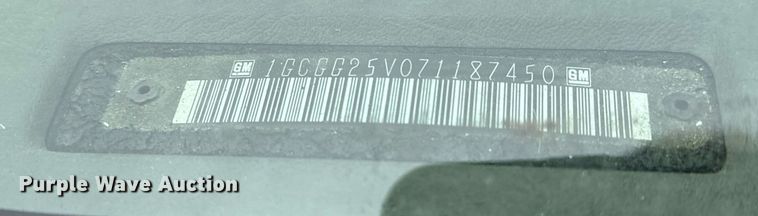 GM 1GCGG25V071187450 GM
Purple Wave Auction